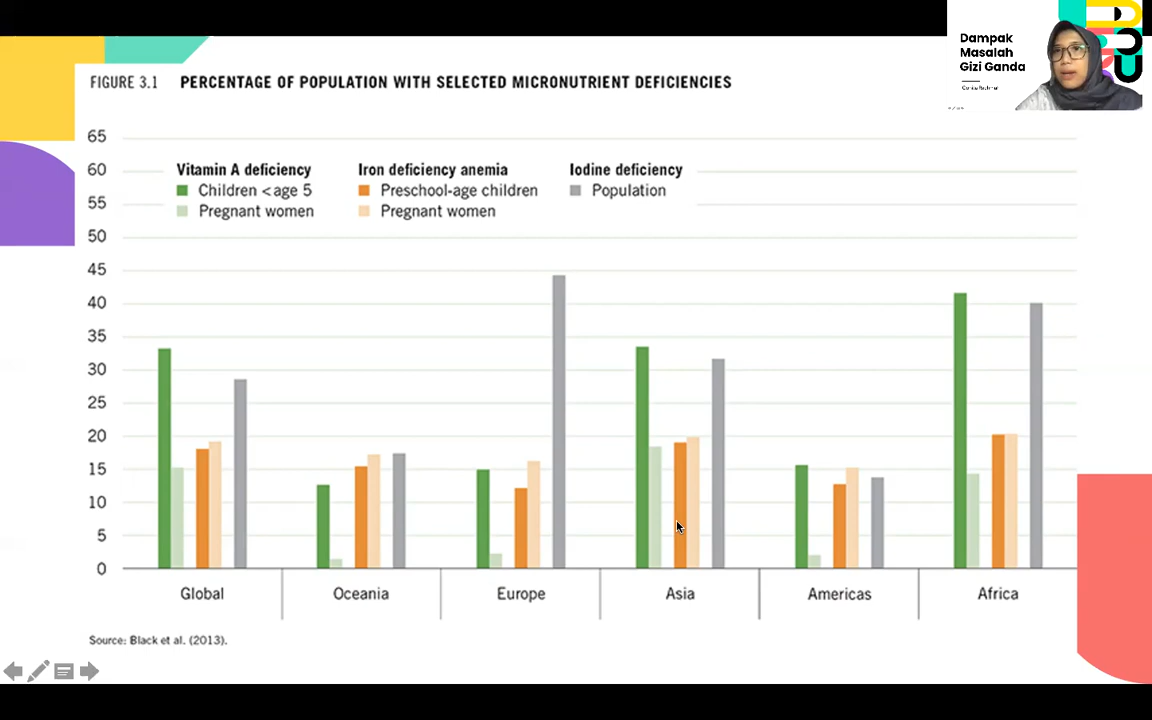 Dampak
Masalah
Gizi Ganda
FIGURE 3.1 PERCENTAGE OF POPULATION WITH SELECTED MICRONUTRIENT DEFICIENCIES
65
60
55
50
45
40
35
30
25
20
15
10
5
0
Vitamin A deficiency
Children < age 5
Pregnant women
Iron deficiency anemia
Preschool-age children
Pregnant women
Iodine deficiency
Population
Global Oceania Europe Asia Americas Africa
Source: Black et al. (2013).